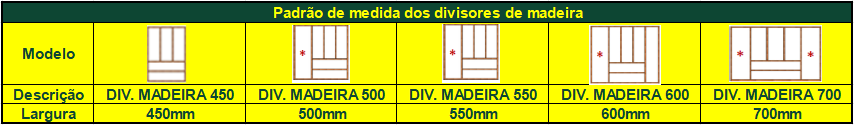 Padrão de medida dos divisores de madeira
Modelo * * * * *
Descrição DIV. MADEIRA 450 DIV. MADEIRA 500 DIV. MADEIRA 550 DIV. MADEIRA 600 DIV. MADEIRA 700
Largura 450mm 500mm 550mm 600mm 700mm